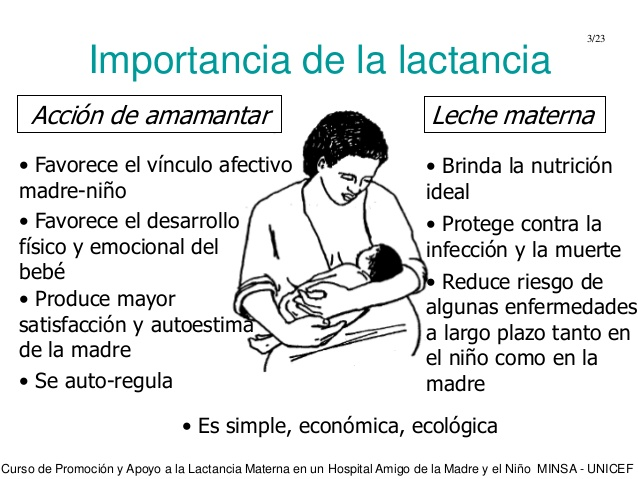 3/23
Importancia de la lactancia
Acción de amamantar
• Favorece el vínculo afectivo
madre-niño
• Favorece el desarrollo
físico y emocional del
bebé
• Produce mayor
satisfacción y autoestima
de la madre
• Se auto-regula
Leche materna
• Brinda la nutrición
ideal
• Protege contra la
infección y la muerte
• Reduce riesgo de
algunas enfermedades
a largo plazo tanto en
el niño como en la
madre
• Es simple, económica, ecológica
Curso de Promoción y Apoyo a la Lactancia Materna en un Hospital Amigo de la Madre y el Niño MINSA - UNICEF